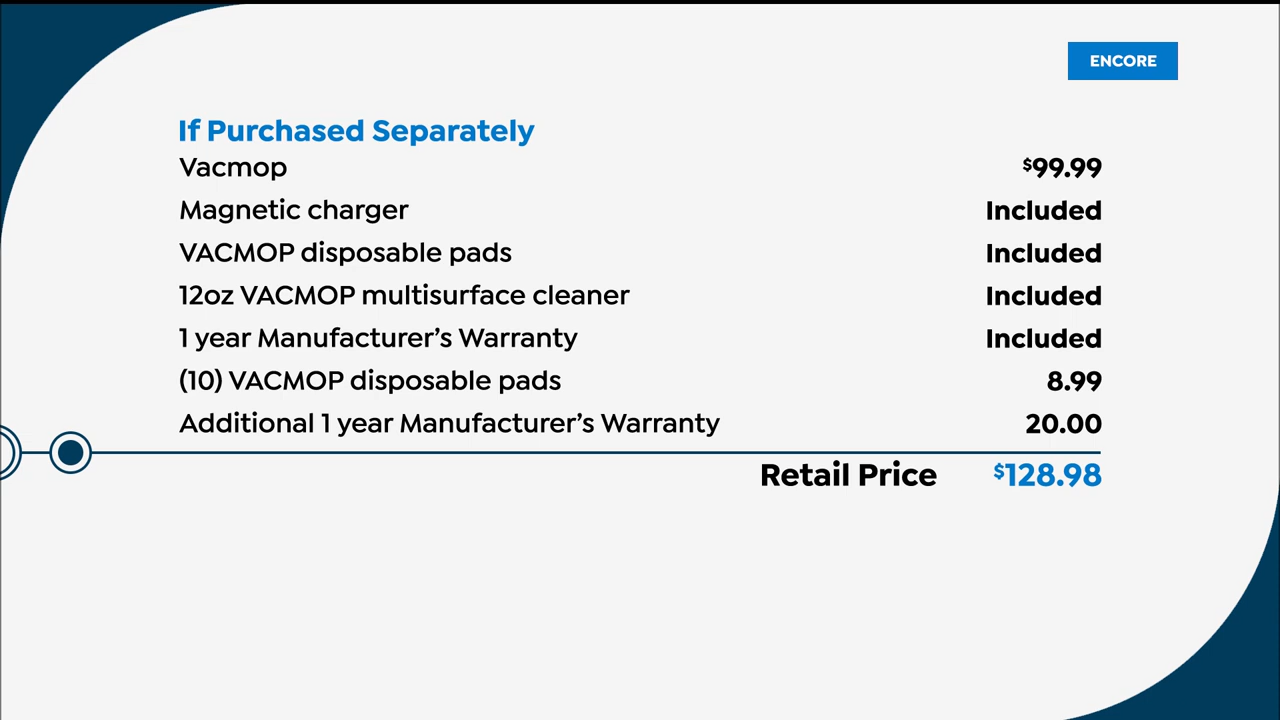 ENCORE
If Purchased Separately
Vacmop $99.99
Magnetic charger Included
VACMOP disposable pads Included
12oz VACMOP multisurface cleaner Included
1 year Manufacturer’s Warranty Included
(10) VACMOP disposable pads 8.99
Additional 1 year Manufacturer’s Warranty 20.00
Retail Price $128.98